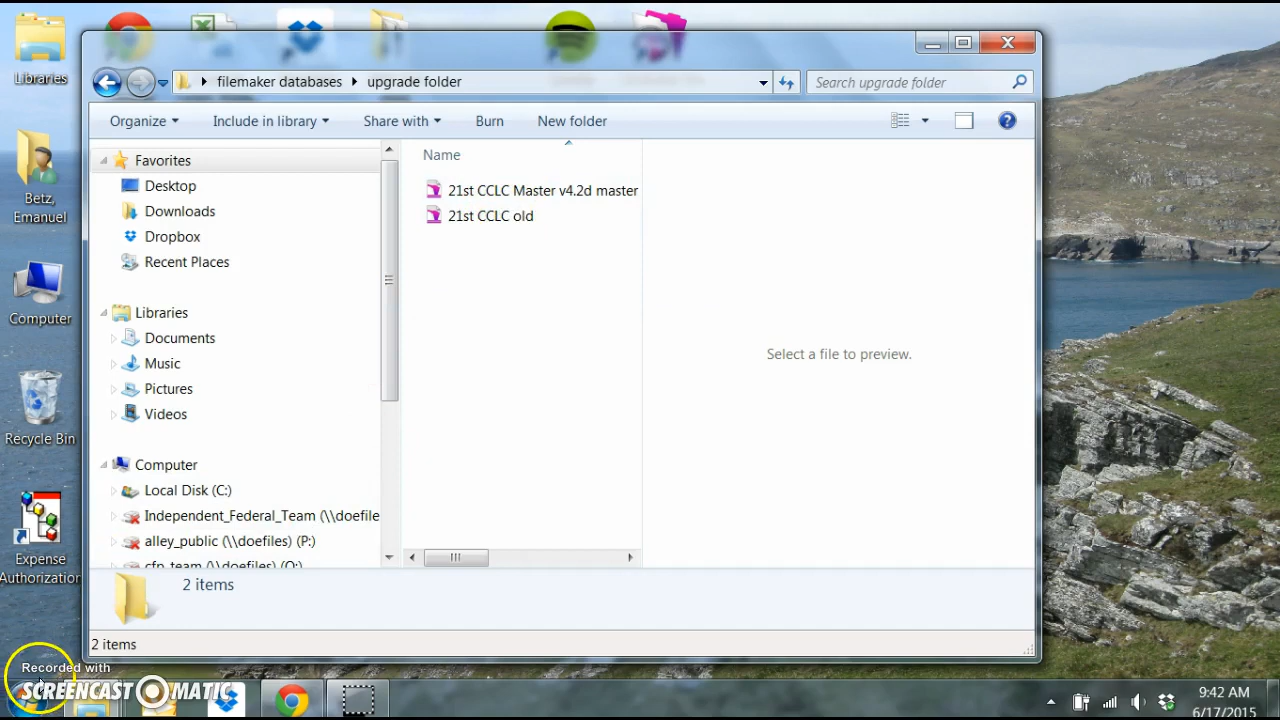 Libraries
Betz,
Emanuel
Computer
Recycle Bin
Expense
Authorization
filemaker databases
upgrade folder
Search upgrade folder
Organize
Include in library
Share with
Burn
New folder
Favorites
Desktop
Downloads
Dropbox
Recent Places
Libraries
Documents
Music
Pictures
Videos
Computer
Local Disk (C:)
Independent_Federal_Team (\\doefile
alley_public (\\doefiles) (P:)
cfp_team (\\doefiles) (Q:)
Name
21st CCLC Master v4.2d master
21st CCLC old
Select a file to preview.
2 items
2 items
Recorded with
SCREENCAST-O-MATIC
9:42 AM
6/17/2015